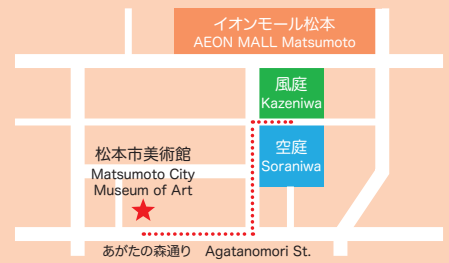 イオンモール松本
AEON MALL Matsumoto
風庭
Kazeniwa
空庭
Soraniwa
松本市美術館
Matsumoto City
Museum of Art
あがたの森通り Agatanomori St.